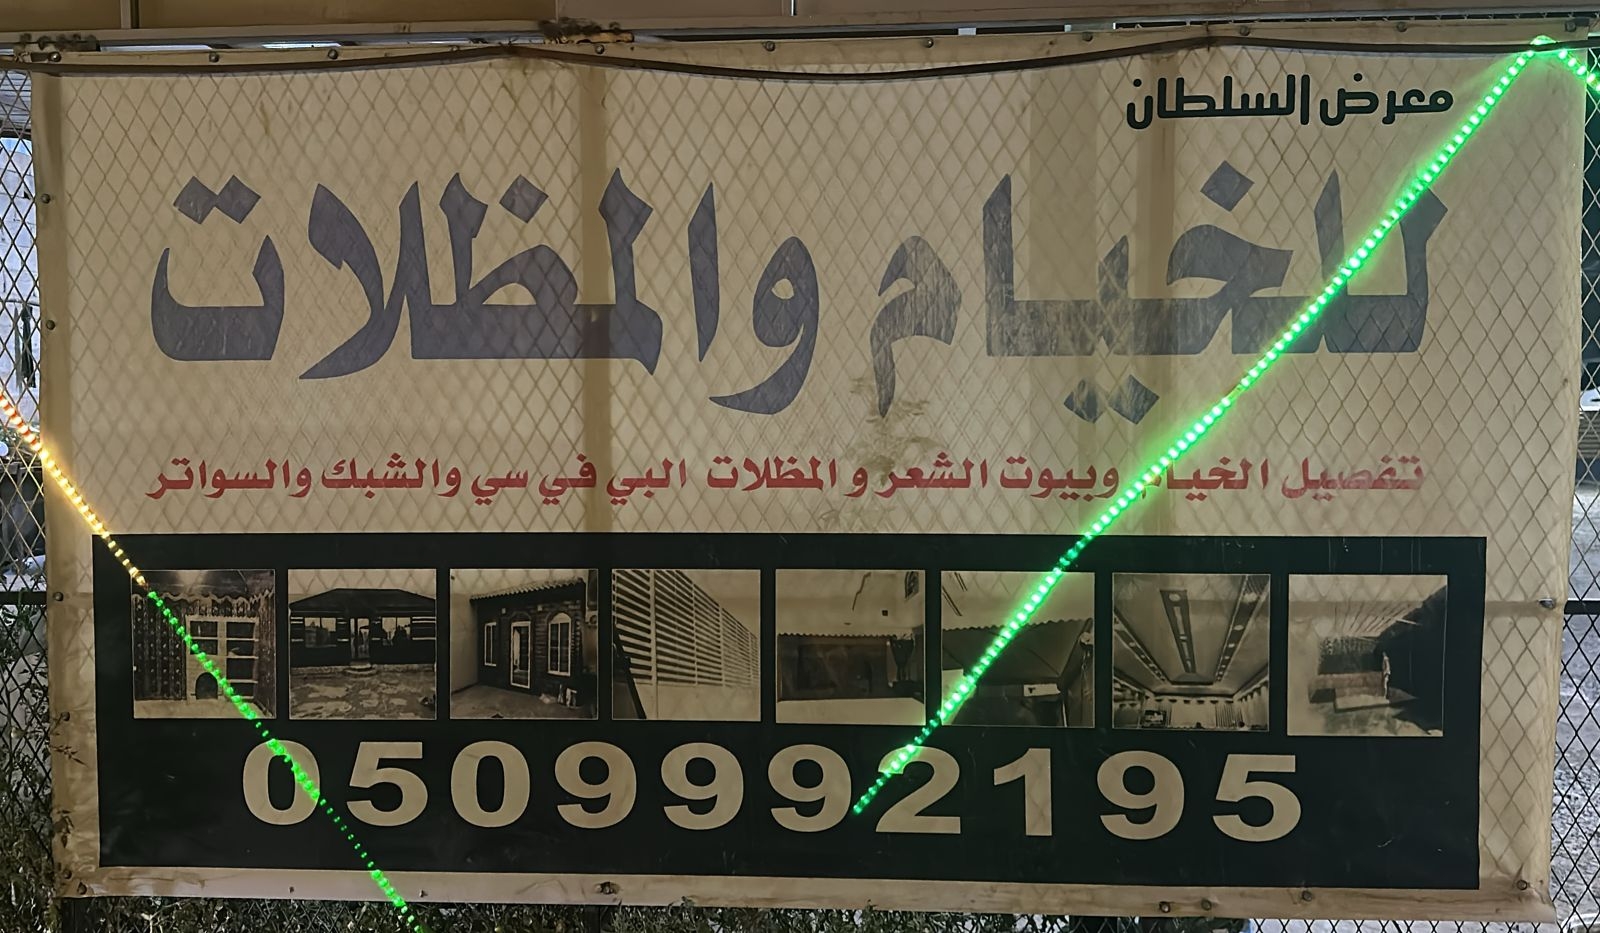 معرض السلطان
للخيام والمظلات
تفصيل الخيام وبيوت الشعر و المظلات البي في سي والشبك والسواتر
0509992195